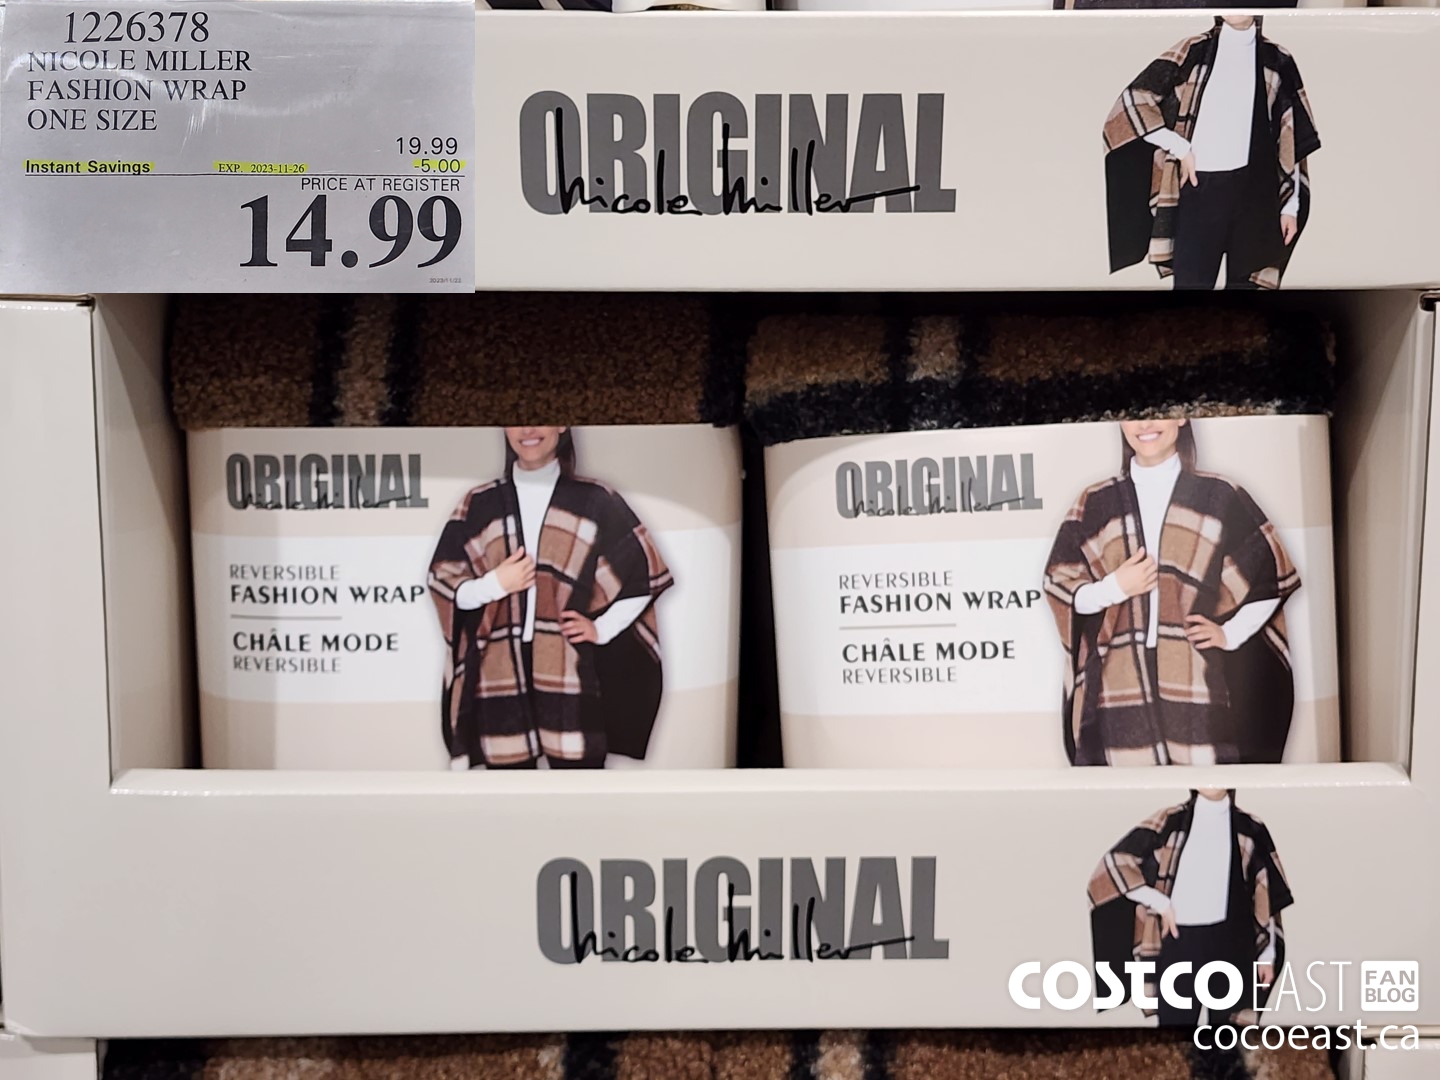 1226378
NICOLE MILLER
FASHION WRAP
ONE SIZE
19.99
Instant Savings EXP. 2023-11-26 -5.00
PRICE AT REGISTER
14.99
ORIGINAL
Nicole Miller
ORIGINAL
Nicole Miller
REVERSIBLE
FASHION WRAP
CHÂLE MODE
REVERSIBLE
ORIGINAL
Nicole Miller
REVERSIBLE
FASHION WRAP
CHÂLE MODE
REVERSIBLE
ORIGINAL
Nicole Miller
COSTCO EAST FAN BLOG
cocoeast.ca